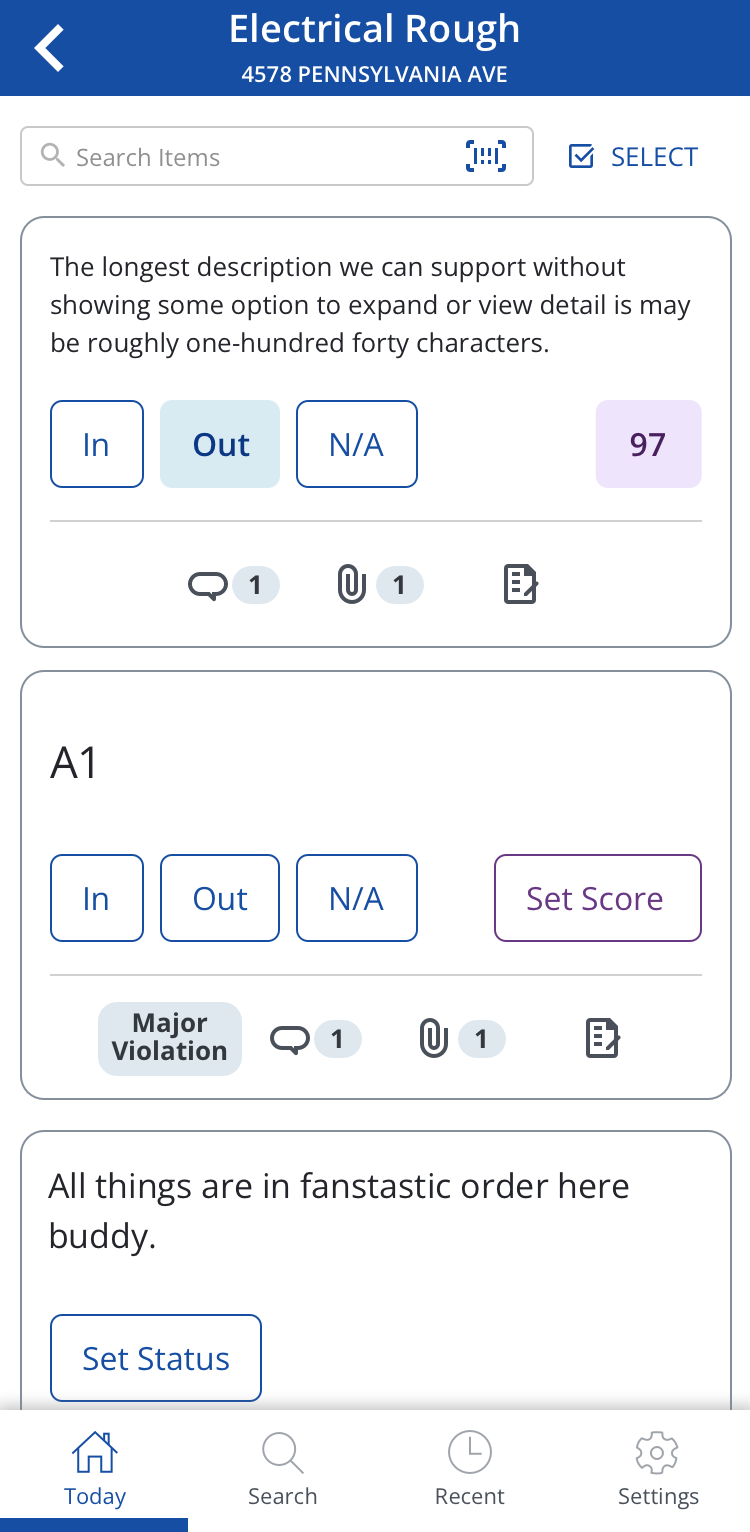 Electrical Rough
4578 PENNSYLVANIA AVE
Search Items
SELECT
The longest description we can support without
showing some option to expand or view detail is may
be roughly one-hundred forty characters.
In Out N/A 97
1 1
A1
In Out N/A Set Score
Major
Violation
1 1
All things are in fanstastic order here
buddy.
Set Status
Today Search Recent Settings